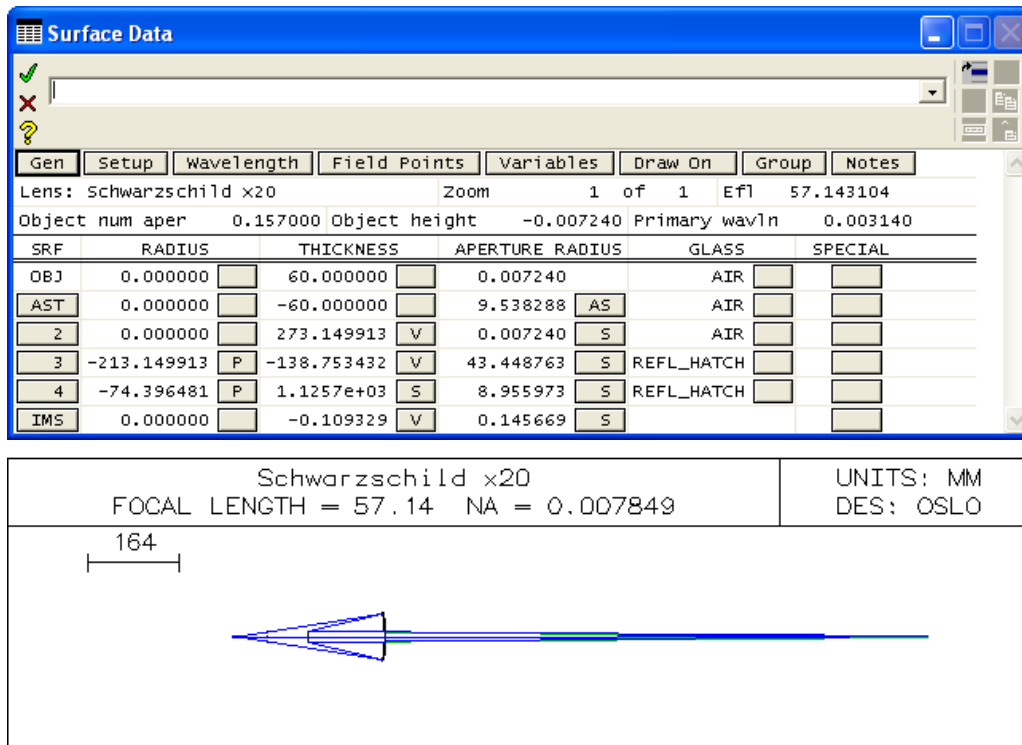 Surface Data
Gen Setup Wavelength Field Points Variables Draw On Group Notes
Lens: Schwarzschild x20 Zoom 1 of 1 Efl 57.143104
Object num aper 0.157000 Object height -0.007240 Primary wavln 0.003140
SRF RADIUS THICKNESS APERTURE RADIUS GLASS SPECIAL
OBJ 0.000000 60.000000 0.007240 AIR
AST 0.000000 -60.000000 9.538288 AS AIR
2 0.000000 273.149913 V 0.007240 S AIR
3 -213.149913 P -138.753432 V 43.448763 S REFL_HATCH
4 -74.396481 P 1.1257e+03 S 8.955973 S REFL_HATCH
IMS 0.000000 -0.109329 V 0.145669 S
Schwarzschild x20
FOCAL LENGTH = 57.14 NA = 0.007849
UNITS: MM
DES: OSLO
164